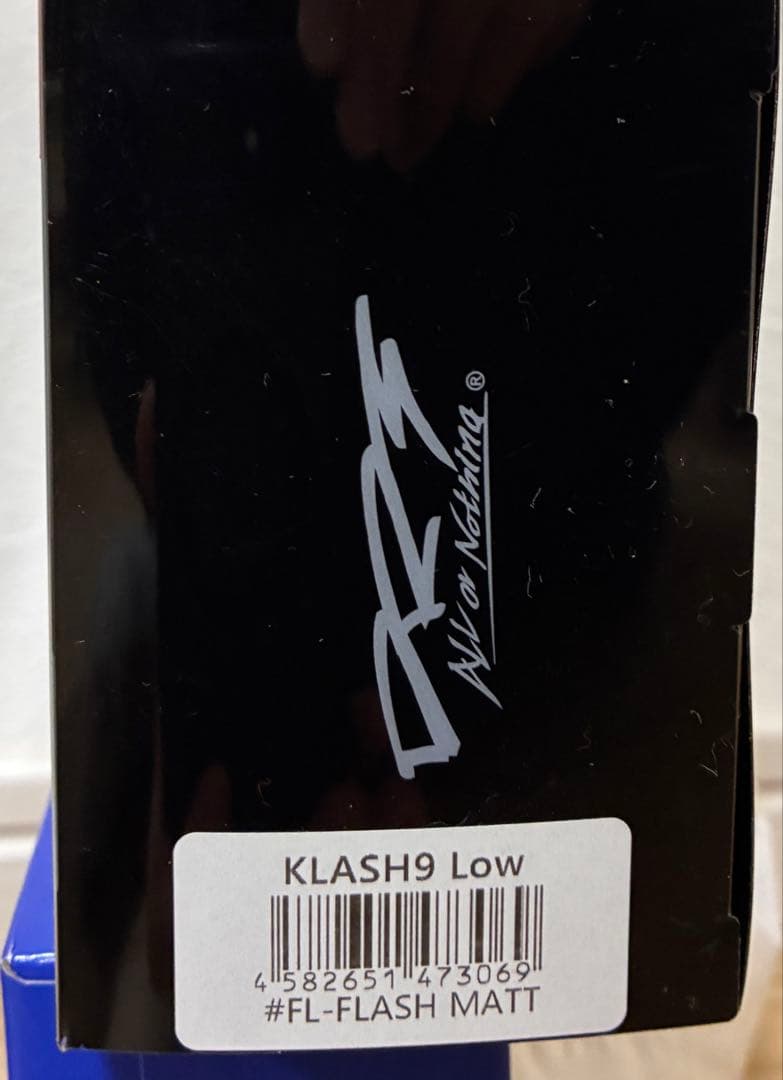 All or Nothing®
KLASH9 Low
4 582651 473069
#FL-FLASH MATT